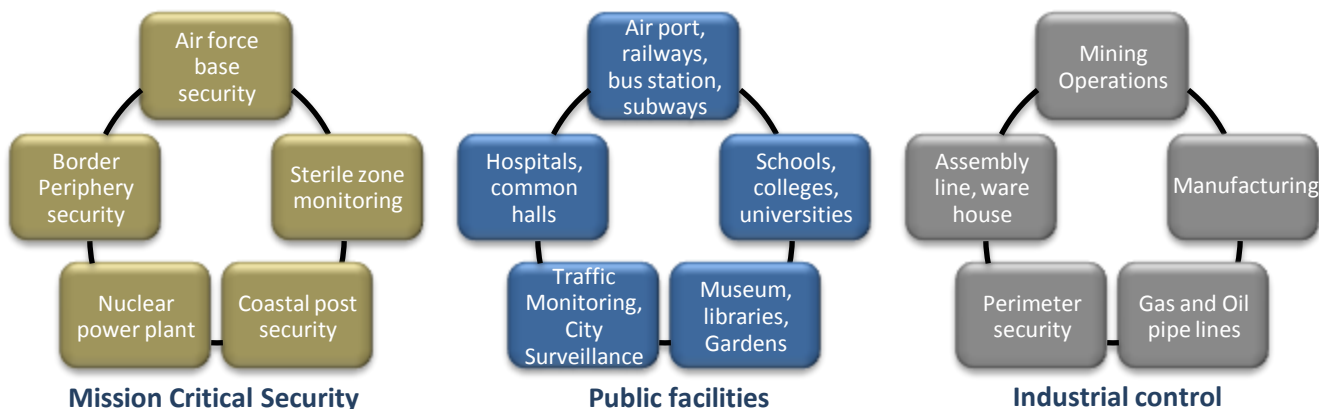 Air force
base
security
Border
Periphery
security
Sterile zone
monitoring
Nuclear
power plant
Coastal post
security
Mission Critical Security
Air port,
railways,
bus station,
subways
Hospitals,
common
halls
Schools,
colleges,
universities
Traffic
Monitoring,
City
Surveillance
Museum,
libraries,
Gardens
Public facilities
Mining
Operations
Assembly
line, ware
house
Manufacturing
Perimeter
security
Gas and Oil
pipe lines
Industrial control